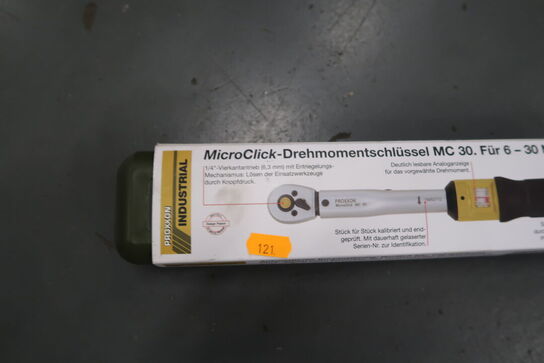 PROXXON
INDUSTRIAL
MicroClick-Drehmomentschlüssel MC 30. Für 6 – 30
1/4"-Vierkantantrieb (6,3 mm) mit Entriegelungs-
Mechanismus: Lösen der Einsatzwerkzeuge
durch Knopfdruck.
Deutlich lesbare Analoganzeige
für das vorgewählte Drehmoment.
PROXXON
MicroClick MC 30
Stück für Stück kalibriert und end-
geprüft. Mit dauerhaft gelaserter
Serien-Nr. zur Identifikation.
121